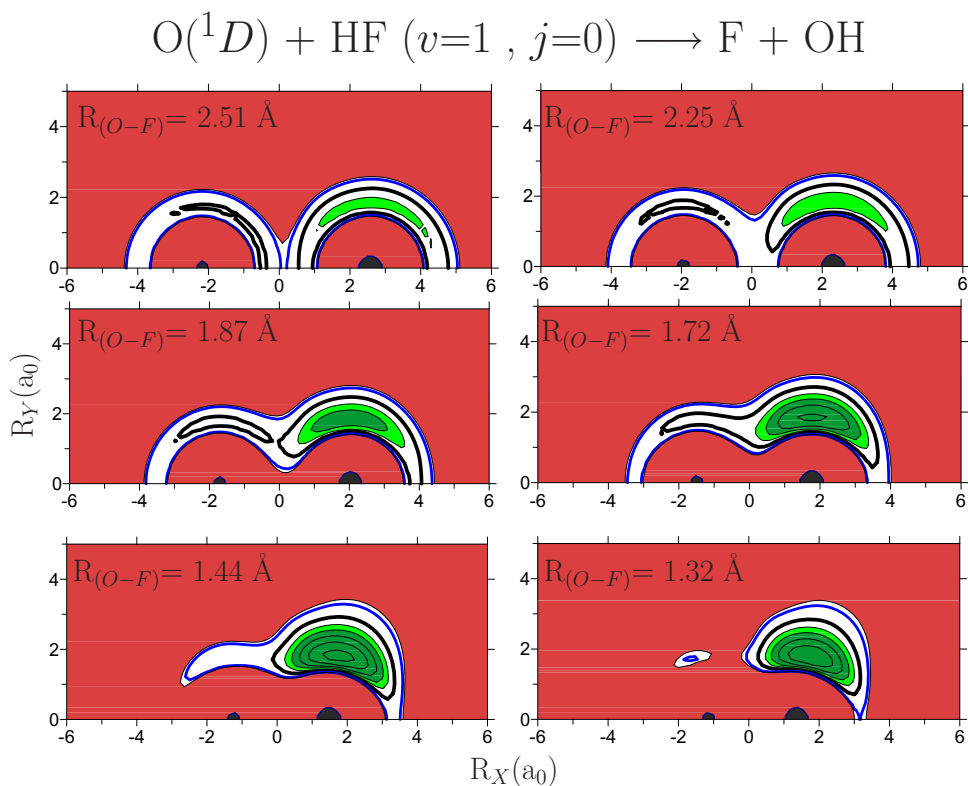 O(¹D) + HF (v=1 , j=0) ⟶ F + OH
R(O−F)= 2.51 Å
R(O−F)= 2.25 Å
4
2
0
4
2
0
-6 -4 -2 0 2 4 6
-6 -4 -2 0 2 4 6
R(O−F)= 1.87 Å
R(O−F)= 1.72 Å
R_Y(a₀)
4
2
0
4
2
0
-6 -4 -2 0 2 4 6
-6 -4 -2 0 2 4 6
R(O−F)= 1.44 Å
R(O−F)= 1.32 Å
4
2
0
4
2
0
-6 -4 -2 0 2 4 6
-6 -4 -2 0 2 4 6
R_X(a₀)